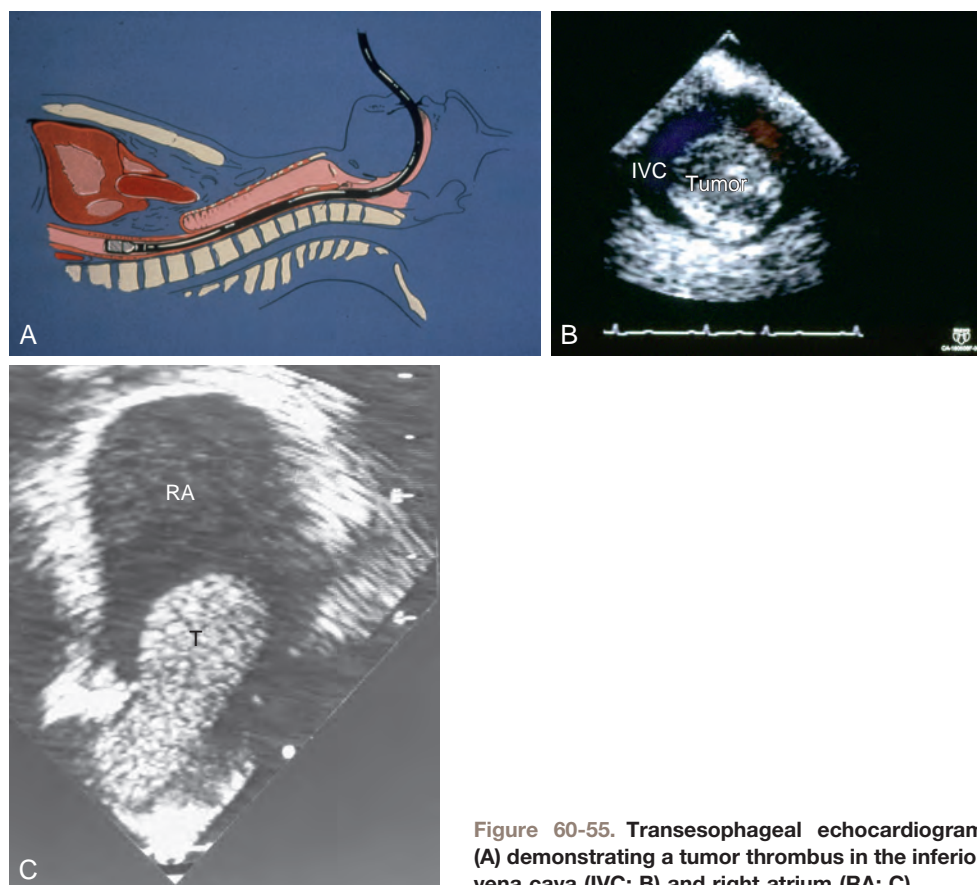 A
B
IVC
Tumor
RA
T
C
Figure 60-55. Transesophageal echocardiogram
(A) demonstrating a tumor thrombus in the inferio
vena cava (IVC; B) and right atrium (RA; C)